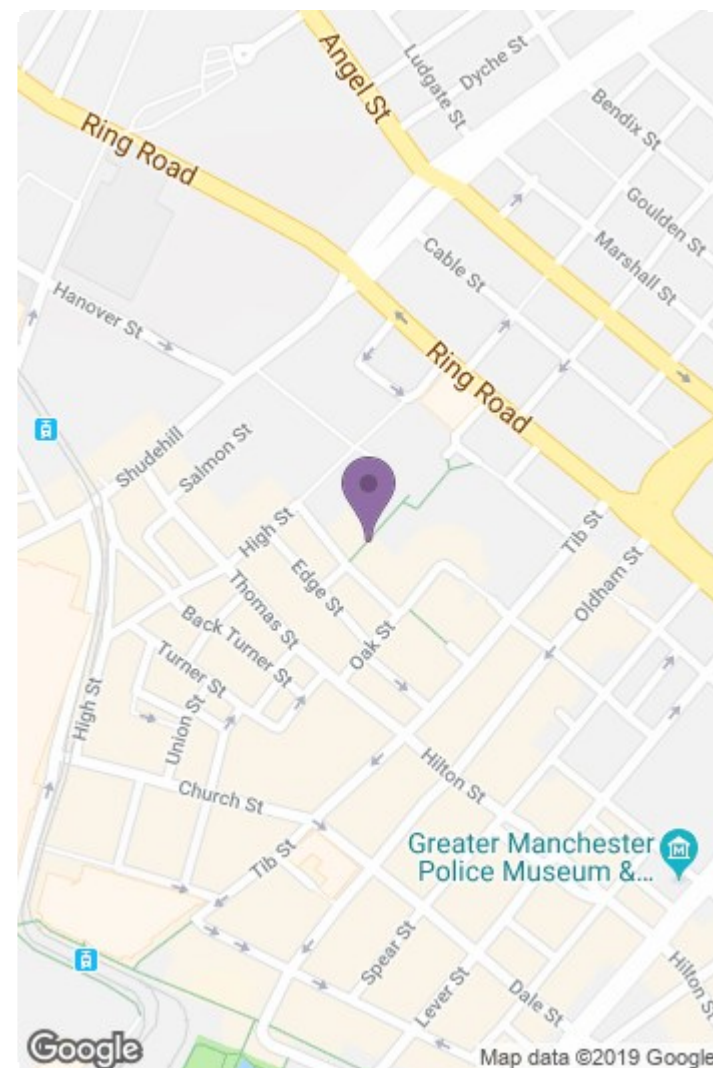 Angel St
Ludgate St
Dyche St
Bendix St
Ring Road
Goulden St
Marshall St
Cable St
Hanover St
Ring Road
Shudehill
Salmon St
High St
Tib St
Oldham St
Edge St
Thomas St
Back Turner St
Oak St
Turner St
High St
Union St
Hilton St
Church St
Tib St
Greater Manchester
Police Museum &...
M
Spear St
Lever St
Dale St
Hilton St
Google
Map data ©2019 Google